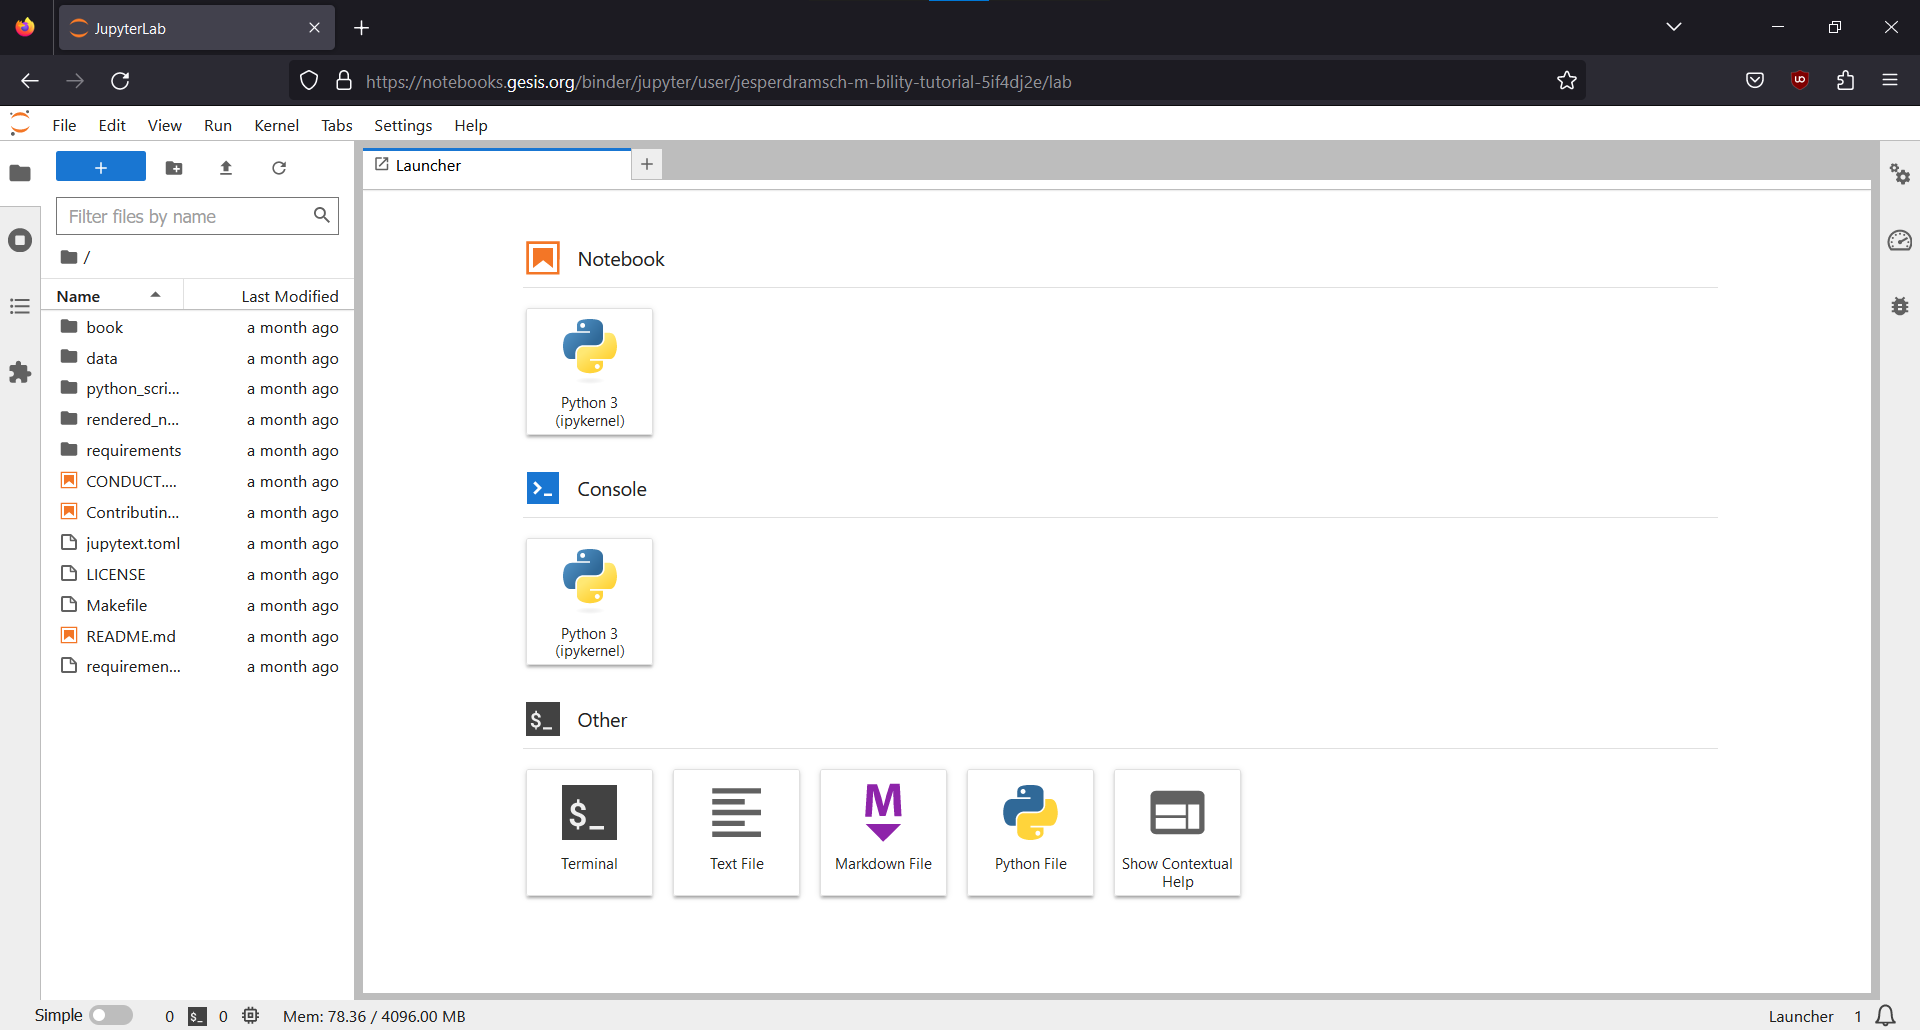 JupyterLab
https://notebooks.gesis.org/binder/jupyter/user/jesperdramsch-m-bility-tutorial-5if4dj2e/lab
File Edit View Run Kernel Tabs Settings Help
+
Launcher
+
Filter files by name
/
Name Last Modified
book a month ago
data a month ago
python_scri... a month ago
rendered_n... a month ago
requirements a month ago
CONDUCT.... a month ago
Contributin... a month ago
jupytext.toml a month ago
LICENSE a month ago
Makefile a month ago
README.md a month ago
requiremen... a month ago
Notebook
Python 3
(ipykernel)
Console
Python 3
(ipykernel)
$_ Other
$_
Terminal
Text File
M
Markdown File
Python File
Show Contextual
Help
Simple 0 $_ 0 Mem: 78.36 / 4096.00 MB Launcher 1